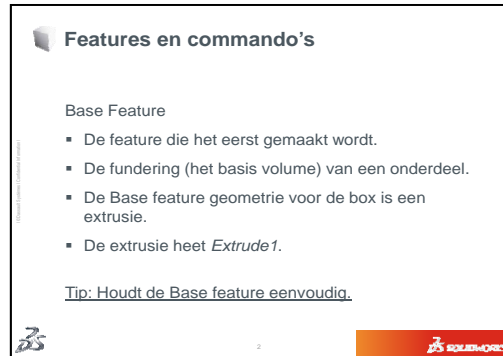 Features en commando's
Base Feature
▪ De feature die het eerst gemaakt wordt.
▪ De fundering (het basis volume) van een onderdeel.
▪ De Base feature geometrie voor de box is een
extrusie.
▪ De extrusie heet Extrude1.
Tip: Houdt de Base feature eenvoudig.
2
SOLIDWORKS